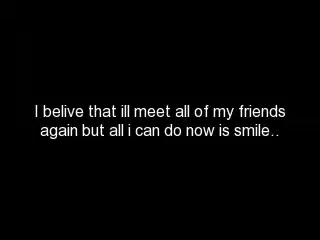 I belive that ill meet all of my friends
again but all i can do now is smile..